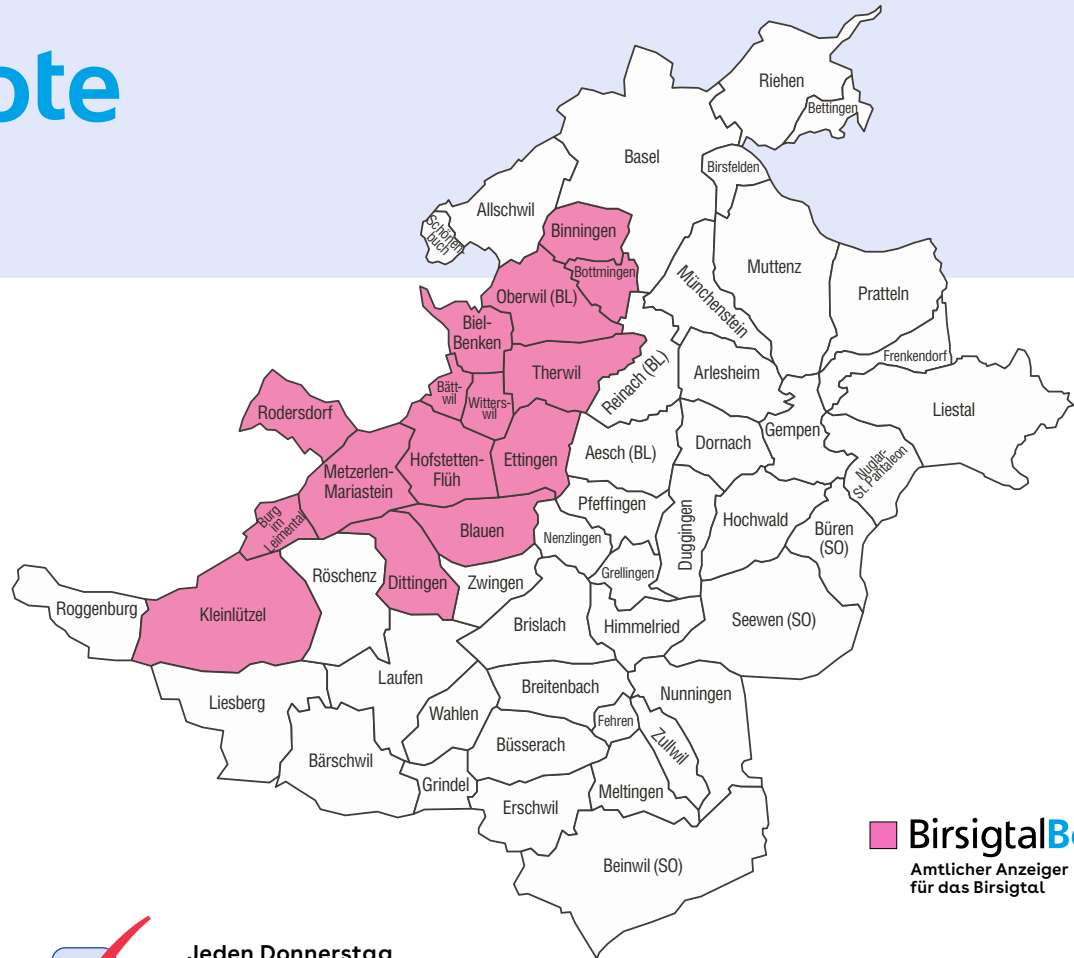 ote
Riehen
Bettingen
Basel
Birsfelden
Allschwil
Schönen-
buch
Binningen
Bottmingen
Oberwil (BL)
Münchenstein
Muttenz
Pratteln
Biel-
Benken
Frenkendorf
Therwil
Reinach (BL)
Arlesheim
Bätt-
wil
Witters-
wil
Liestal
Rodersdorf
Gempen
Dornach
Aesch (BL)
Hofstetten-
Flüh
Ettingen
Metzerlen-
Mariastein
Nuglar-
St. Pantaleon
Pfeffingen
Burg
im
Leimental
Blauen
Nenzlingen
Duggingen
Hochwald
Büren
(SO)
Röschenz
Dittingen
Zwingen
Grellingen
Roggenburg
Kleinlützel
Brislach
Himmelried
Seewen (SO)
Laufen
Breitenbach
Nunningen
Liesberg
Wahlen
Fehren
Büsserach
Zullwil
Bärschwil
Grindel
Meltingen
Erschwil
Beinwil (SO)
BirsigtalBo
Amtlicher Anzeiger
für das Birsigtal
Jeden Donnerstag